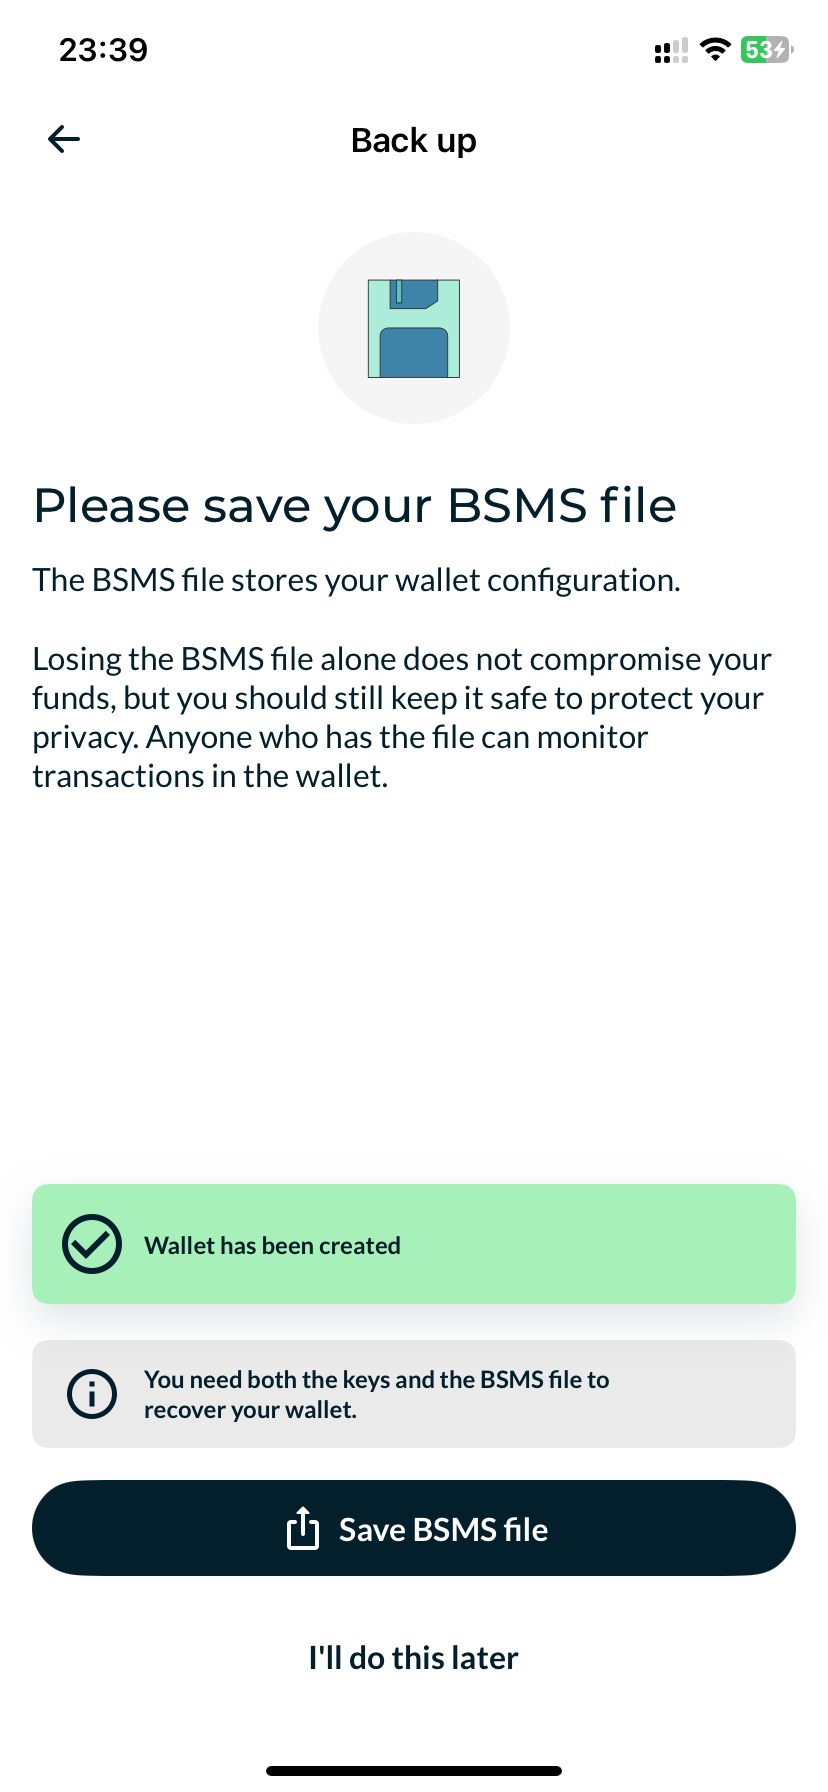 23:39
53
Back up
Please save your BSMS file
The BSMS file stores your wallet configuration.
Losing the BSMS file alone does not compromise your
funds, but you should still keep it safe to protect your
privacy. Anyone who has the file can monitor
transactions in the wallet.
Wallet has been created
You need both the keys and the BSMS file to
recover your wallet.
Save BSMS file
I'll do this later